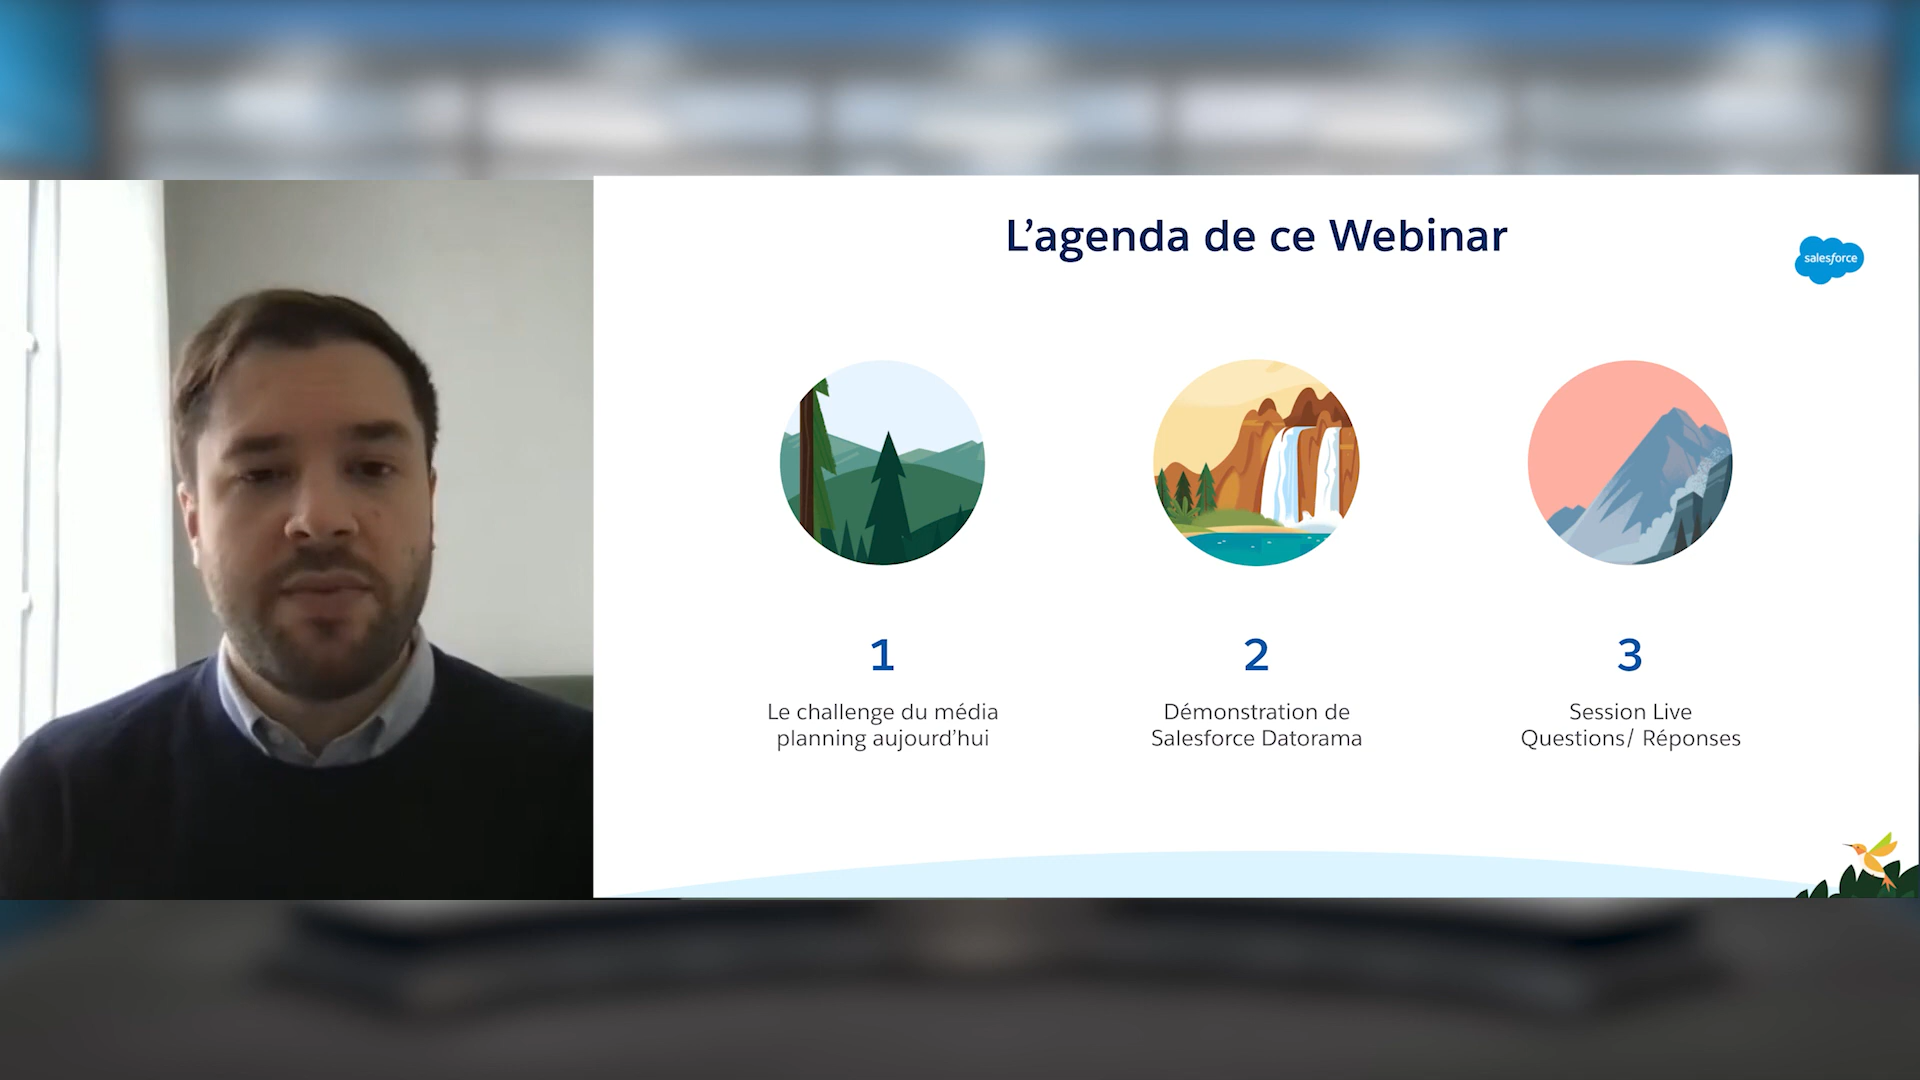 L’agenda de ce Webinar
salesforce
1
Le challenge du média
planning aujourd’hui
2
Démonstration de
Salesforce Datorama
3
Session Live
Questions/ Réponses